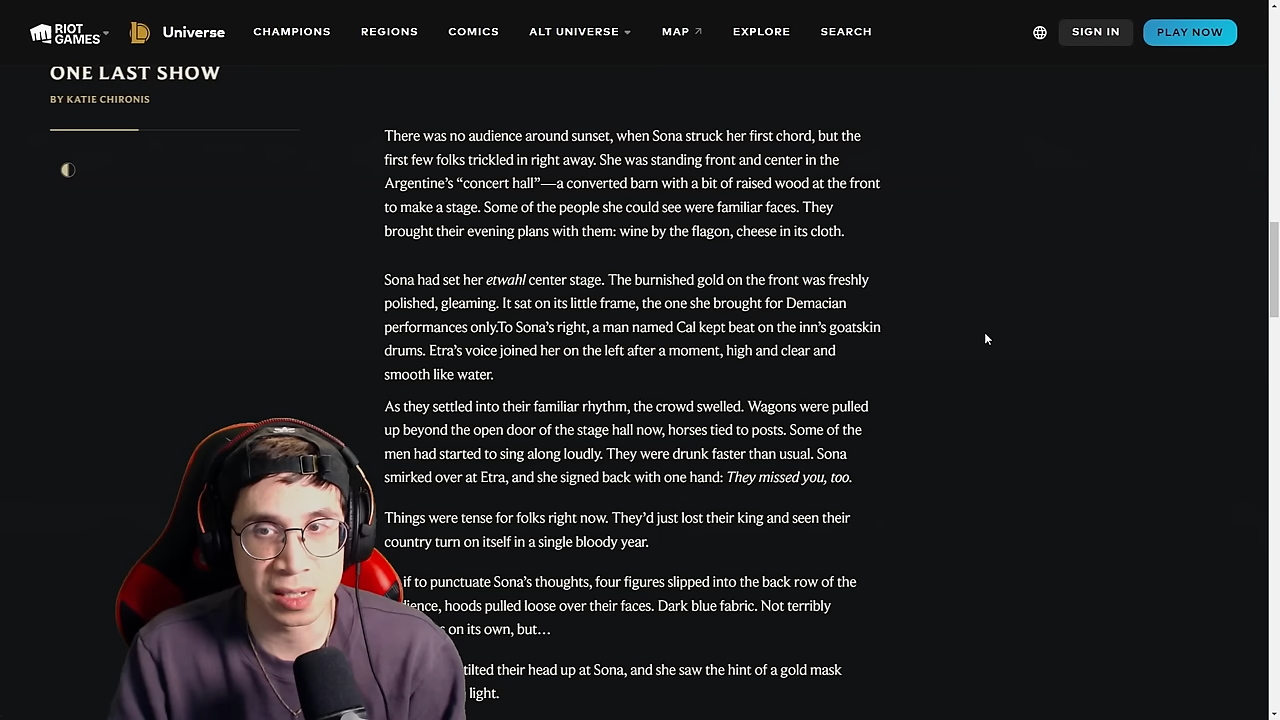 RIOT GAMES
Universe
CHAMPIONS
REGIONS
COMICS
ALT UNIVERSE
MAP
EXPLORE
SEARCH
SIGN IN
PLAY NOW
ONE LAST SHOW
BY KATIE CHIRONIS
There was no audience around sunset, when Sona struck her first chord, but the
first few folks trickled in right away. She was standing front and center in the
Argentine’s “concert hall”—a converted barn with a bit of raised wood at the front
to make a stage. Some of the people she could see were familiar faces. They
brought their evening plans with them: wine by the flagon, cheese in its cloth.
Sona had set her etwahl center stage. The burnished gold on the front was freshly
polished, gleaming. It sat on its little frame, the one she brought for Demacian
performances only.To Sona’s right, a man named Cal kept beat on the inn’s goatskin
drums. Etra’s voice joined her on the left after a moment, high and clear and
smooth like water.
As they settled into their familiar rhythm, the crowd swelled. Wagons were pulled
up beyond the open door of the stage hall now, horses tied to posts. Some of the
men had started to sing along loudly. They were drunk faster than usual. Sona
smirked over at Etra, and she signed back with one hand: They missed you, too.
Things were tense for folks right now. They’d just lost their king and seen their
country turn on itself in a single bloody year.
if to punctuate Sona’s thoughts, four figures slipped into the back row of the
hoods pulled loose over their faces. Dark blue fabric. Not terribly
on its own, but…
tilted their head up at Sona, and she saw the hint of a gold mask
light.